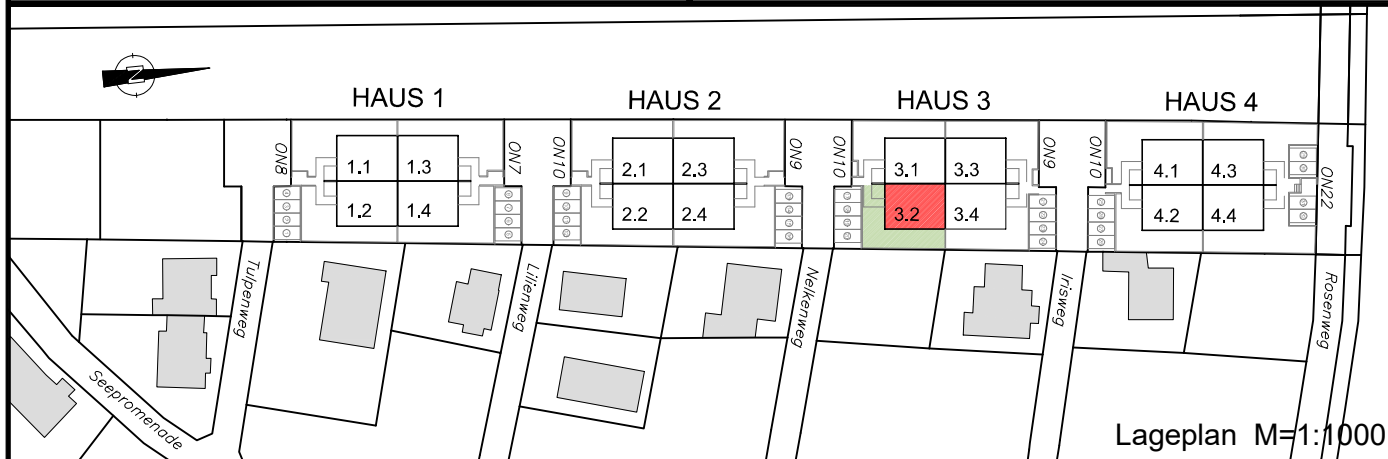 N
HAUS 1
HAUS 2
HAUS 3
HAUS 4
ON8
1.1 1.3
1.2 1.4
ON7
ON10
2.1 2.3
2.2 2.4
ON9
ON10
3.1 3.3
3.2 3.4
ON9
ON10
4.1 4.3
4.2 4.4
ON22
Seepromenade
Tulpenweg
Lilienweg
Nelkenweg
Irisweg
Rosenweg
Lageplan M=1:1000